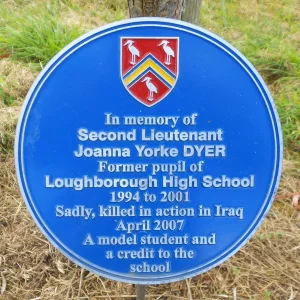 In memory of
Second Lieutenant
Joanna Yorke DYER
Former pupil of
Loughborough High School
1994 to 2001
Sadly, killed in action in Iraq
April 2007
A model student and
a credit to the
school